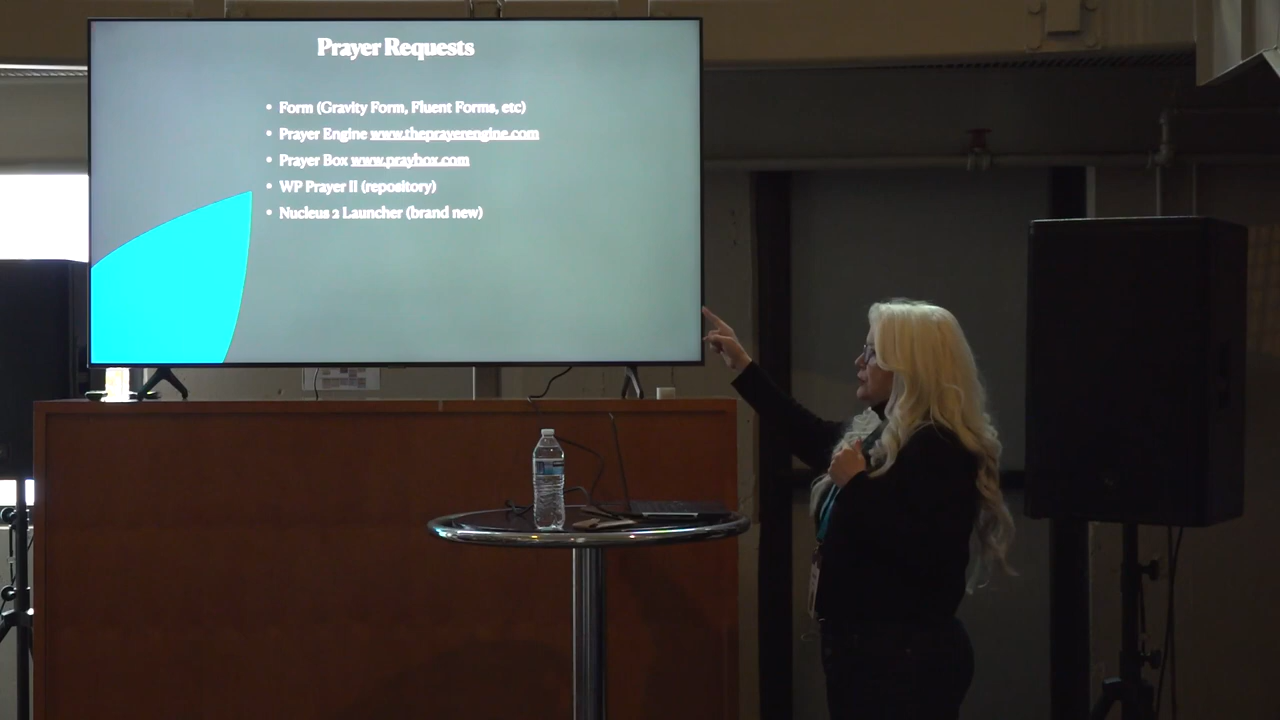 Prayer Requests
• Form (Gravity Form, Fluent Forms, etc)
• Prayer Engine www.theprayerengine.com
• Prayer Box www.praybox.com
• WP Prayer II (repository)
• Nucleus 2 Launcher (brand new)